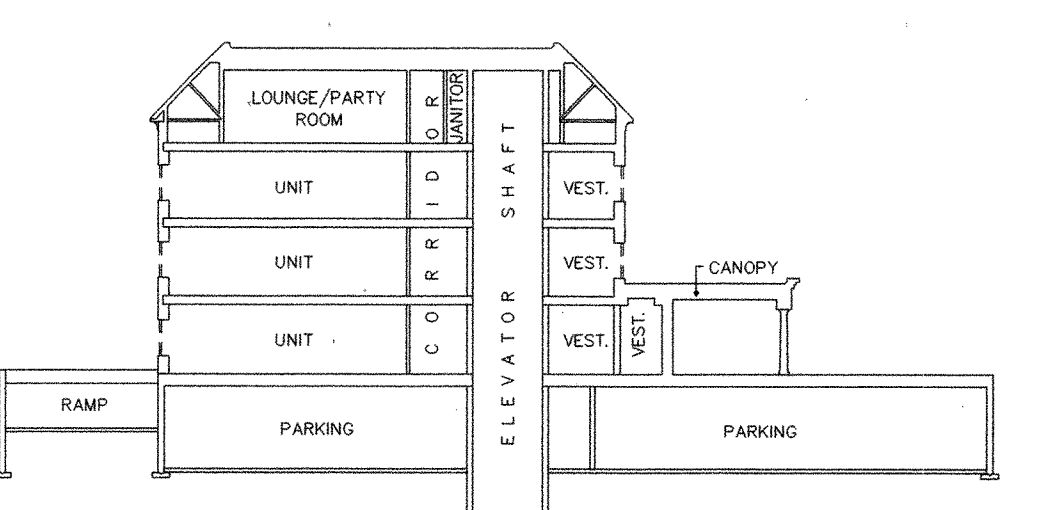 LOUNGE/PARTY
ROOM
CORRIDOR
JANITOR
ELEVATOR SHAFT
UNIT
VEST.
UNIT
VEST.
CANOPY
UNIT
VEST.
VEST.
RAMP
PARKING
PARKING